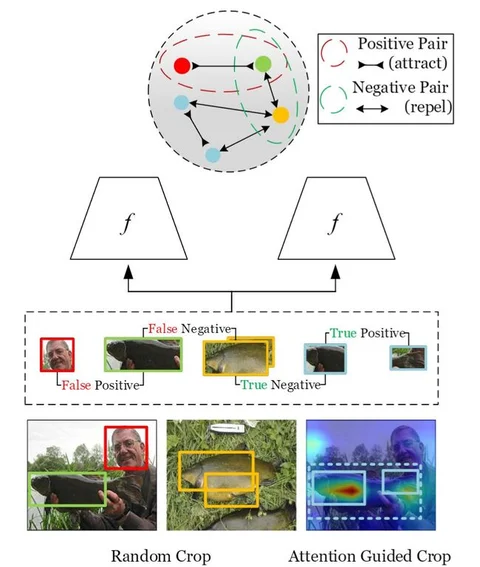 Positive Pair
(attract)
Negative Pair
(repel)
f
f
False Negative
True Positive
False Positive
True Negative
Random Crop
Attention Guided Crop